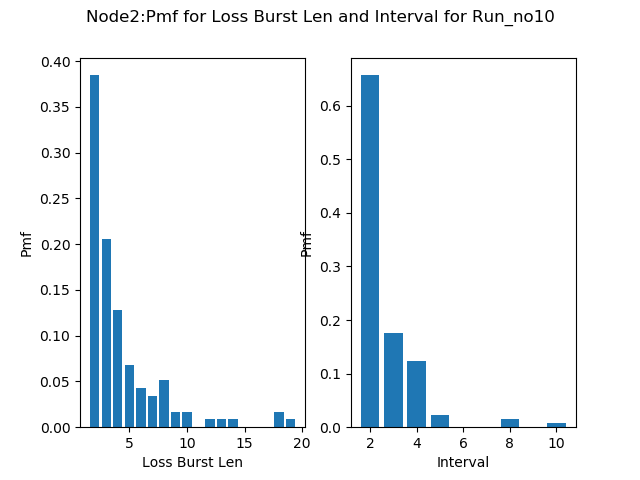 Node2:Pmf for Loss Burst Len and Interval for Run_no10
0.40
0.35
0.30
0.25
0.20
0.15
0.10
0.05
0.00
Pmf
5 10 15 20
Loss Burst Len
0.6
0.5
0.4
0.3
0.2
0.1
0.0
Pmf
2 4 6 8 10
Interval